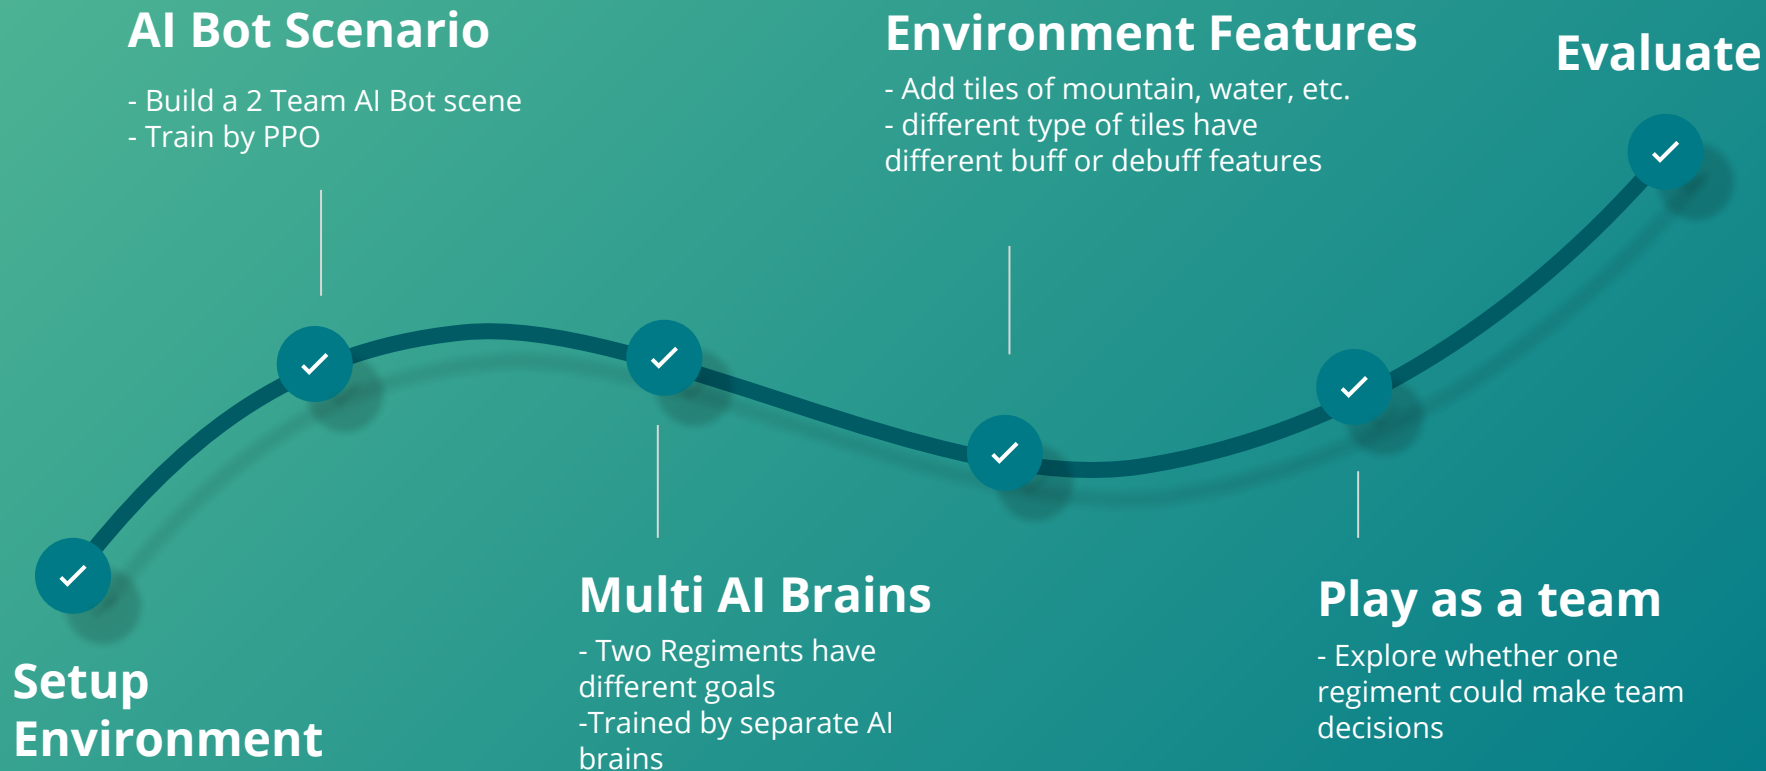 AI Bot Scenario
- Build a 2 Team AI Bot scene
- Train by PPO
Environment Features
- Add tiles of mountain, water, etc.
- different type of tiles have
different buff or debuff features
Evaluate
Setup
Environment
Multi AI Brains
- Two Regiments have
different goals
-Trained by separate AI
brains
Play as a team
- Explore whether one
regiment could make team
decisions